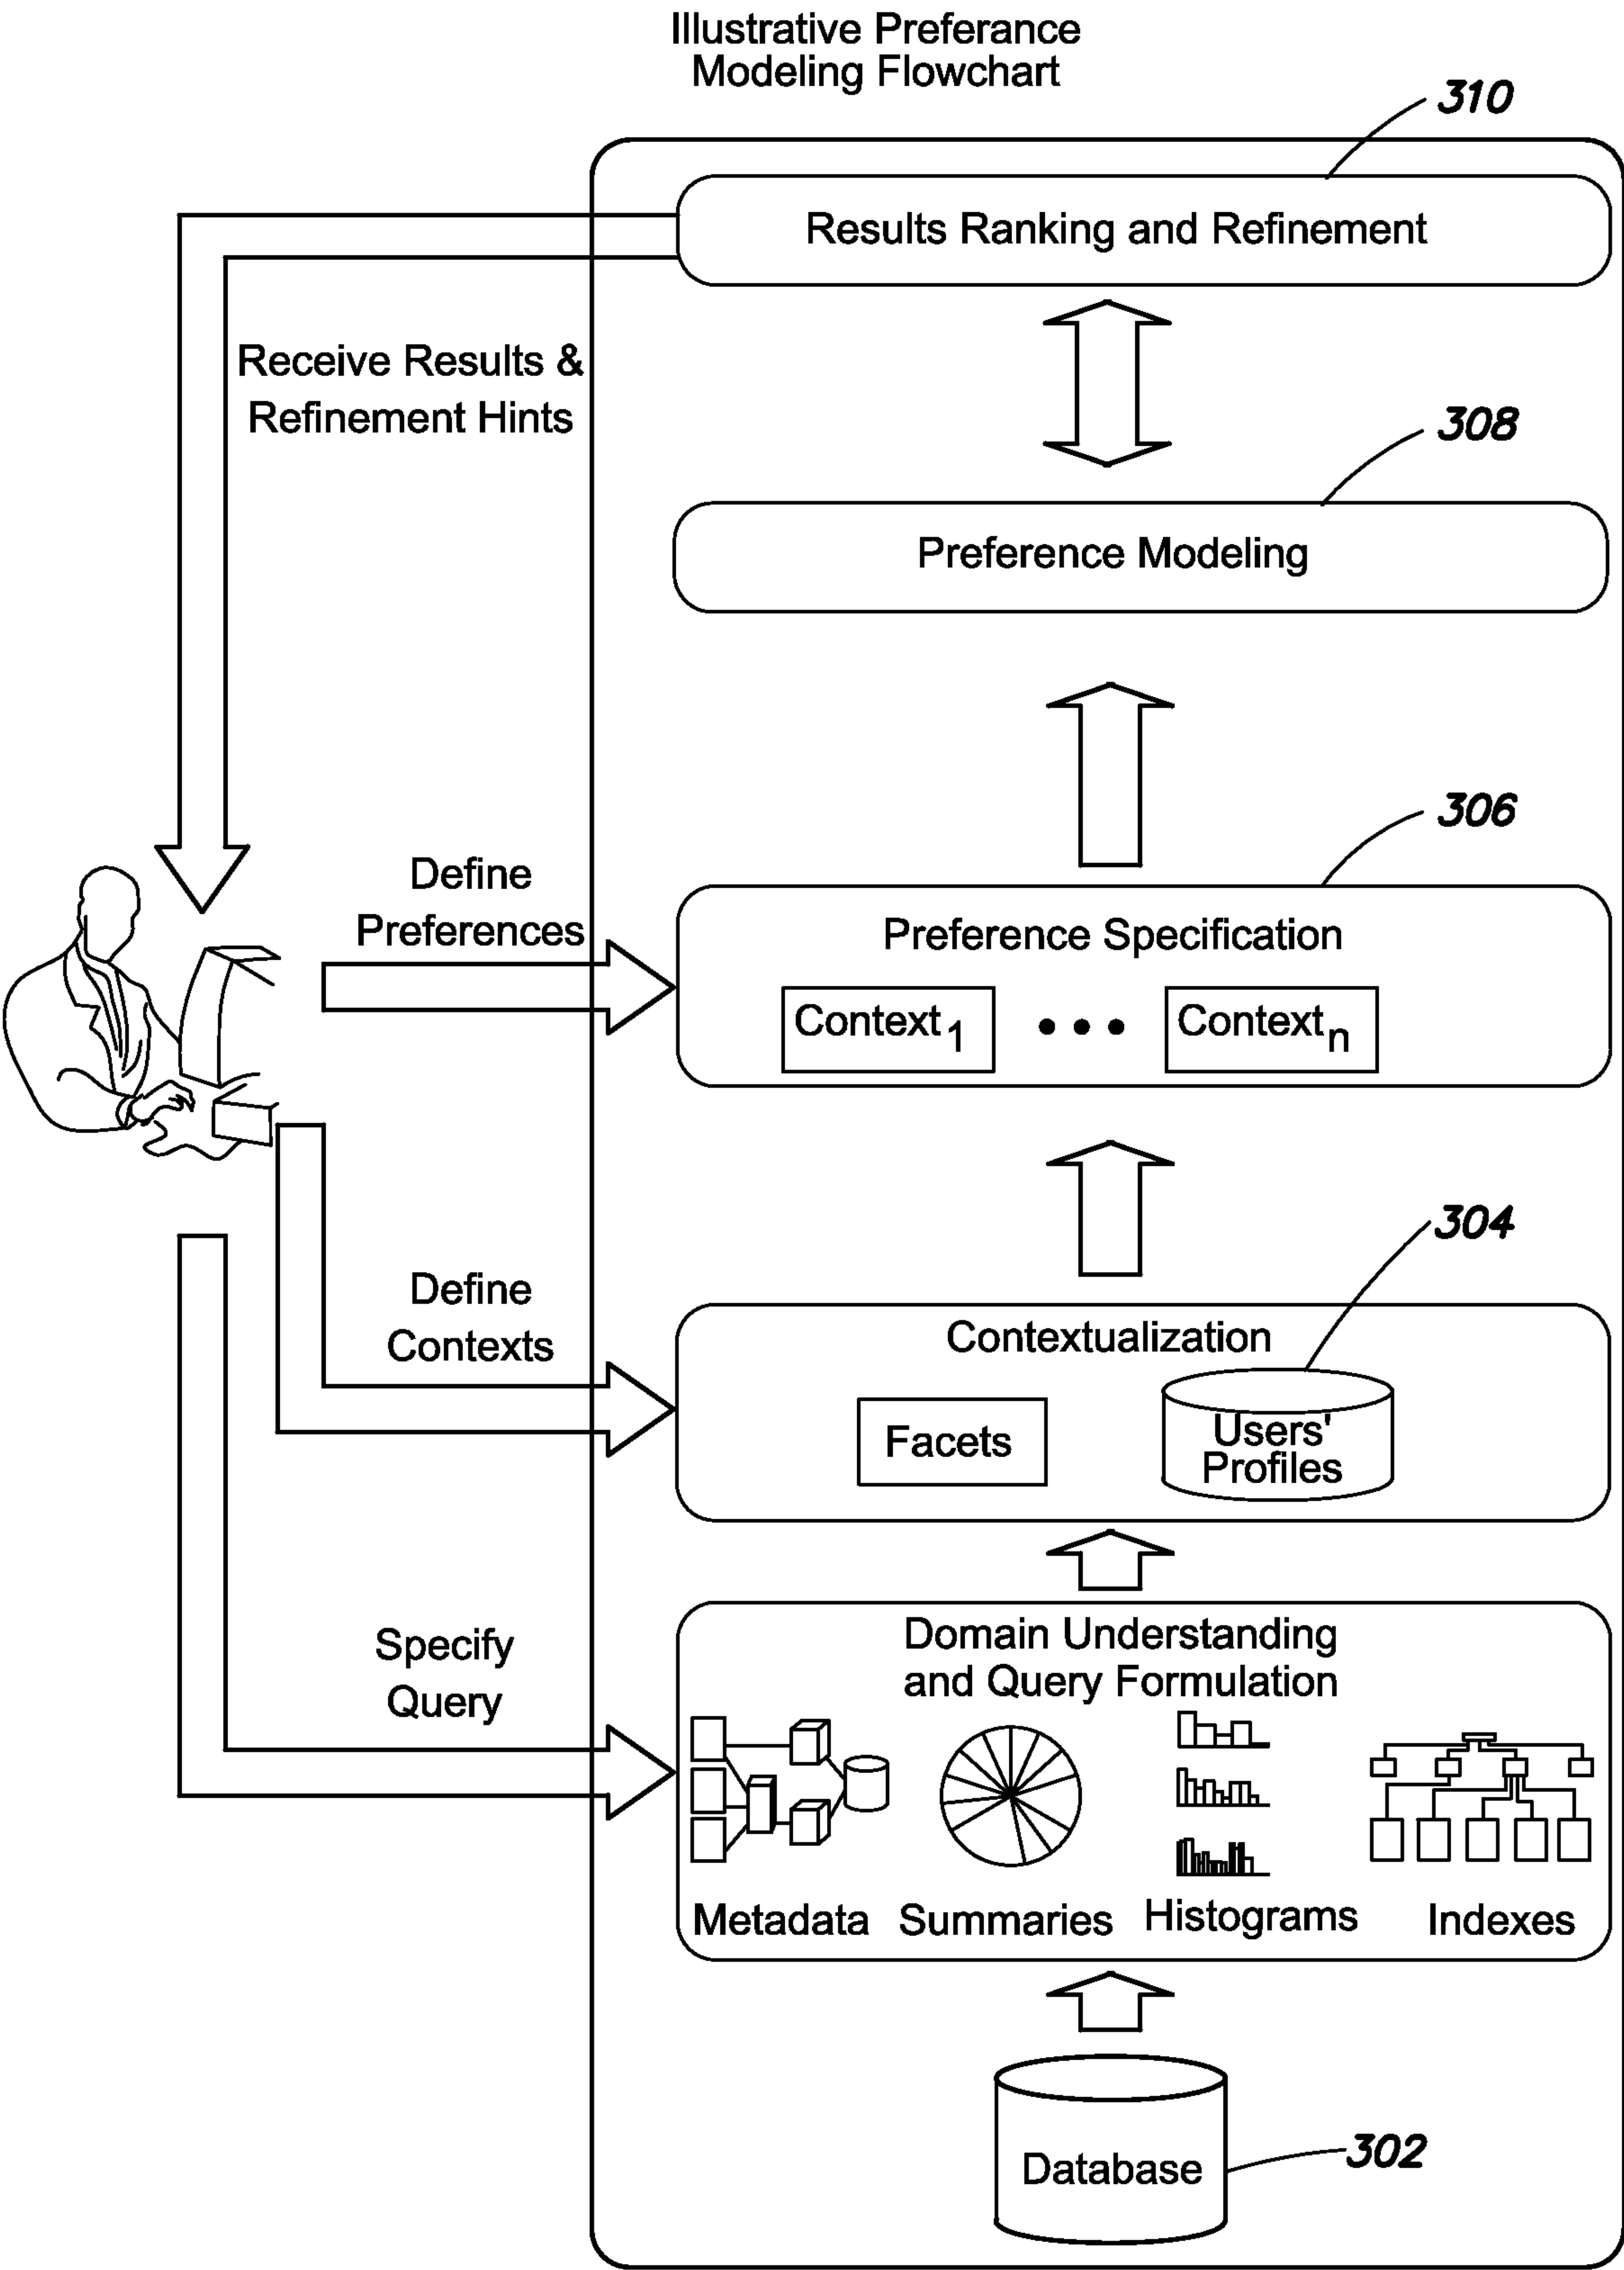 Illustrative Preferance
Modeling Flowchart
310
Results Ranking and Refinement
Receive Results &
Refinement Hints
308
Preference Modeling
306
Define
Preferences
Preference Specification
Context1 • • • Contextn
304
Define
Contexts
Contextualization
Facets
Users'
Profiles
Specify
Query
Domain Understanding
and Query Formulation
Metadata Summaries Histograms Indexes
Database
302